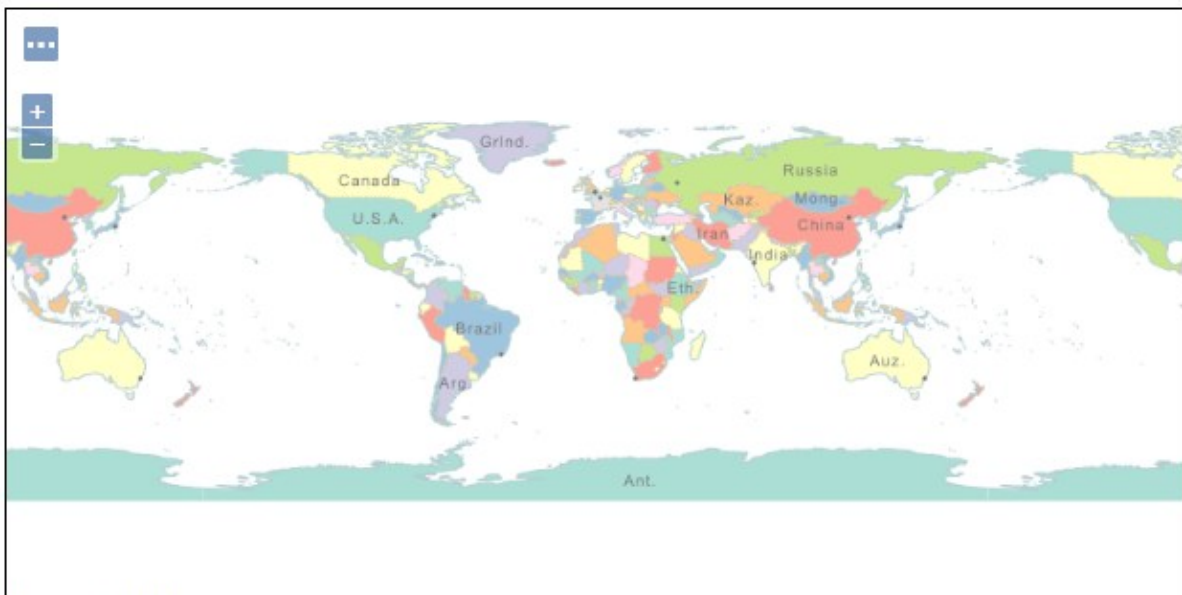 +
−
Grlnd.
Canada
Russia
Kaz.
Mong.
U.S.A.
China
Iran
India
Eth.
Brazil
Auz.
Arg.
Ant.